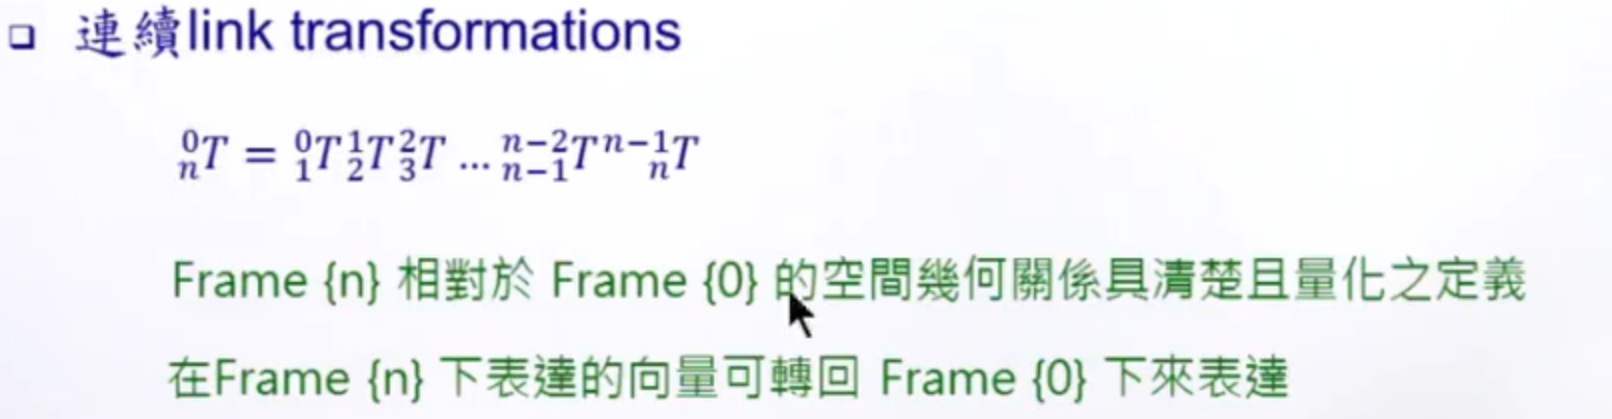 ❑ 連續link transformations
${}^{0}_{n}T = {}^{0}_{1}T\,{}^{1}_{2}T\,{}^{2}_{3}T \ldots {}^{n-2}_{n-1}T\,{}^{n-1}_{n}T$
Frame {n} 相對於 Frame {0} 的空間幾何關係具清楚且量化之定義
在Frame {n} 下表達的向量可轉回 Frame {0} 下來表達